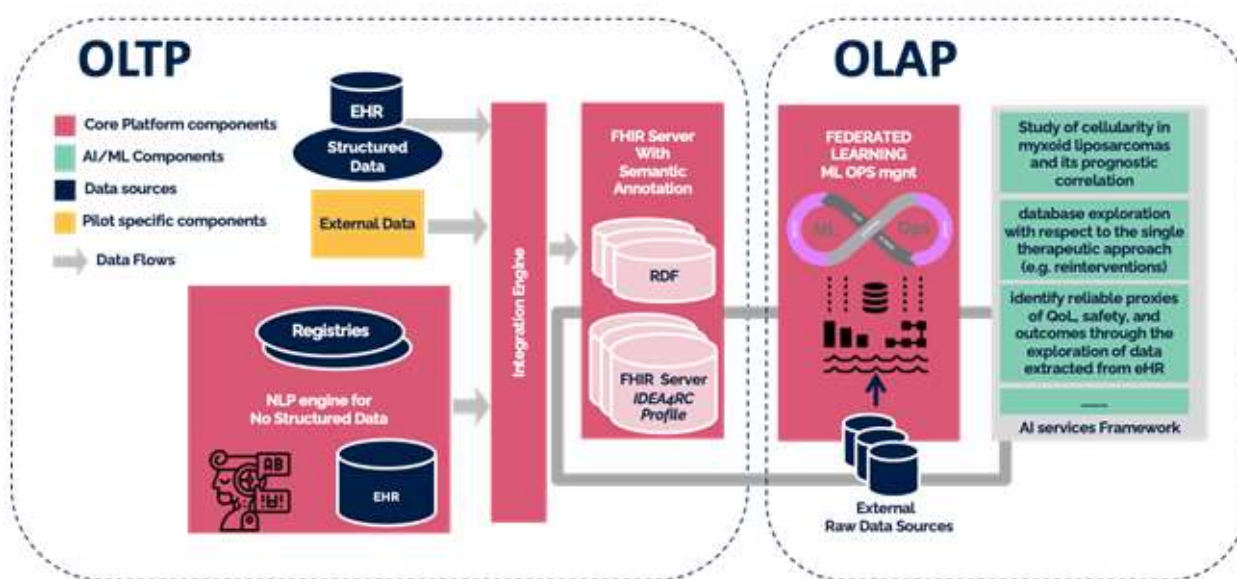 OLTP
OLAP
Core Platform components
AI/ML Components
Data sources
Pilot specific components
Data Flows
EHR
Structured
Data
External Data
Registries
NLP engine for
No Structured Data
AB
EHR
Integration Engine
FHIR Server
With
Semantic
Annotation
RDF
FHIR Server
IDEA4RC
Profile
FEDERATED
LEARNING
ML OPS mgnt
ML
Ops
External
Raw Data Sources
Study of cellularity in
myxoid liposarcomas
and its prognostic
correlation
database exploration
with respect to the single
therapeutic approach
(e.g. reinterventions)
identify reliable proxies
of QoL, safety, and
outcomes through the
exploration of data
extracted from eHR
......
AI services Framework